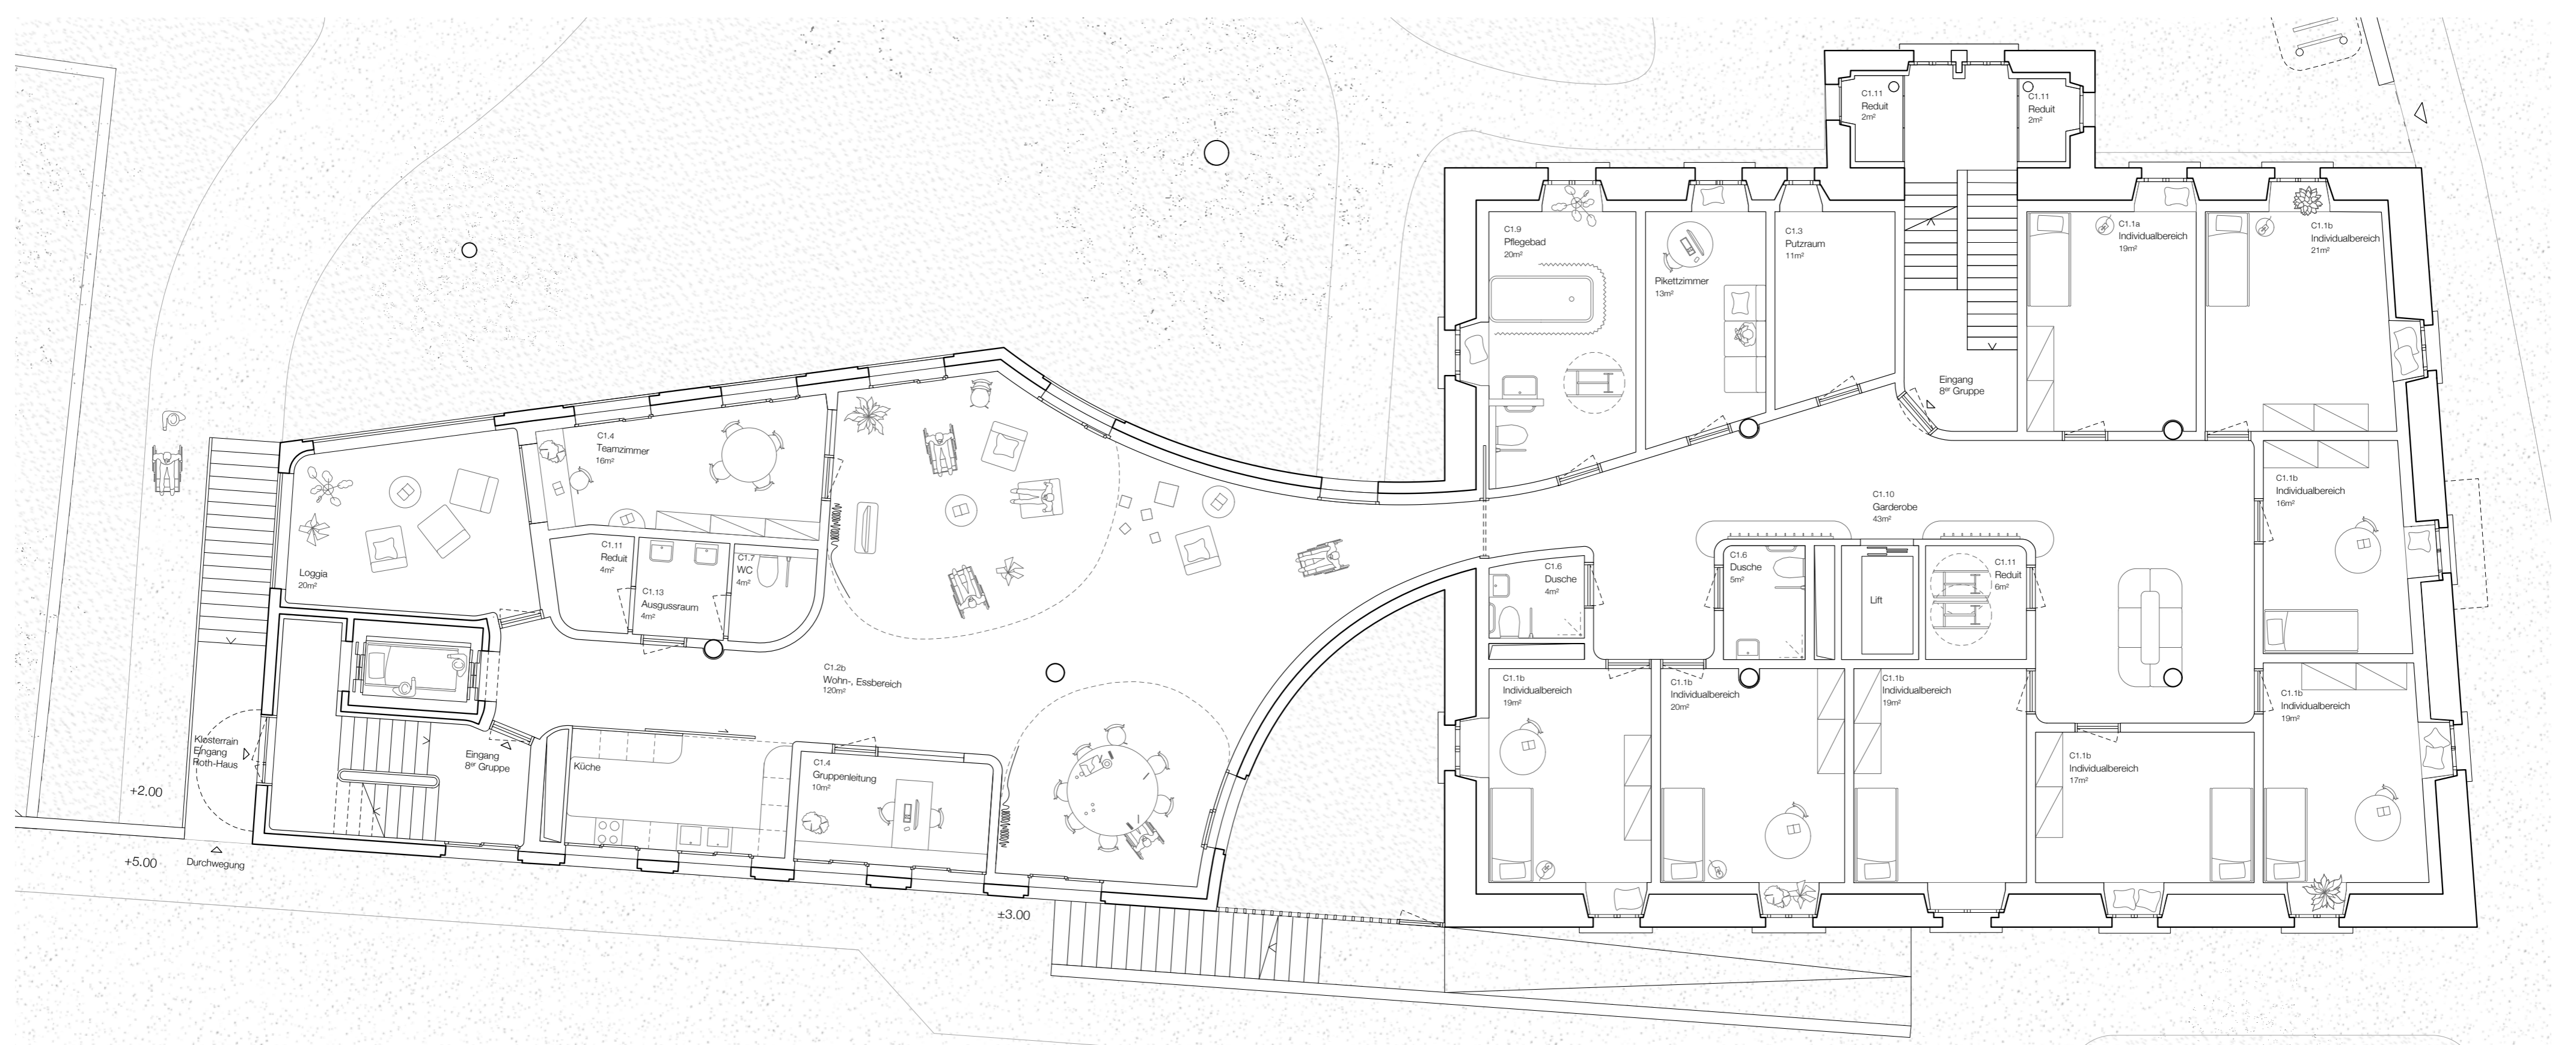 C1.11
Reduit
2m²
C1.11
Reduit
2m²
C1.9
Pflegebad
20m²
Pikettzimmer
13m²
C1.3
Putzraum
11m²
C1.1a
Individualbereich
19m²
C1.1b
Individualbereich
21m²
Eingang
8er Gruppe
C1.4
Teamzimmer
16m²
C1.10
Garderobe
43m²
C1.1b
Individualbereich
16m²
Loggia
20m²
C1.11
Reduit
4m²
C1.13
Ausgussraum
4m²
C1.7
WC
4m²
C1.6
Dusche
4m²
C1.6
Dusche
5m²
Lift
C1.11
Reduit
6m²
C1.2b
Wohn-, Essbereich
120m²
C1.1b
Individualbereich
19m²
C1.1b
Individualbereich
20m²
C1.1b
Individualbereich
19m²
C1.1b
Individualbereich
19m²
C1.1b
Individualbereich
17m²
Klosterrain
Eingang
Roth-Haus
Eingang
8er Gruppe
Küche
C1.4
Gruppenleitung
10m²
+2.00
+5.00
Durchwegung
±3.00